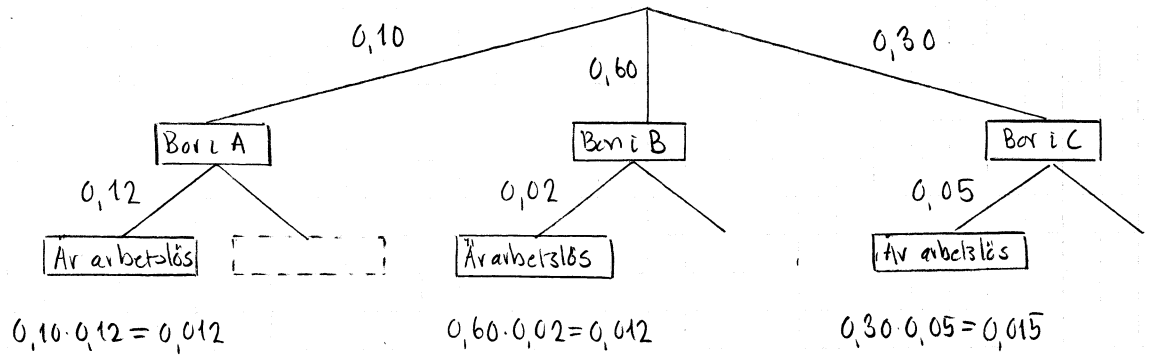 0,10 0,60 0,30
Bor i A Bor i B Bor i C
0,12 0,02 0,05
Är arbetslös Är arbetslös Är arbetslös
0,10·0,12=0,012 0,60·0,02=0,012 0,30·0,05=0,015